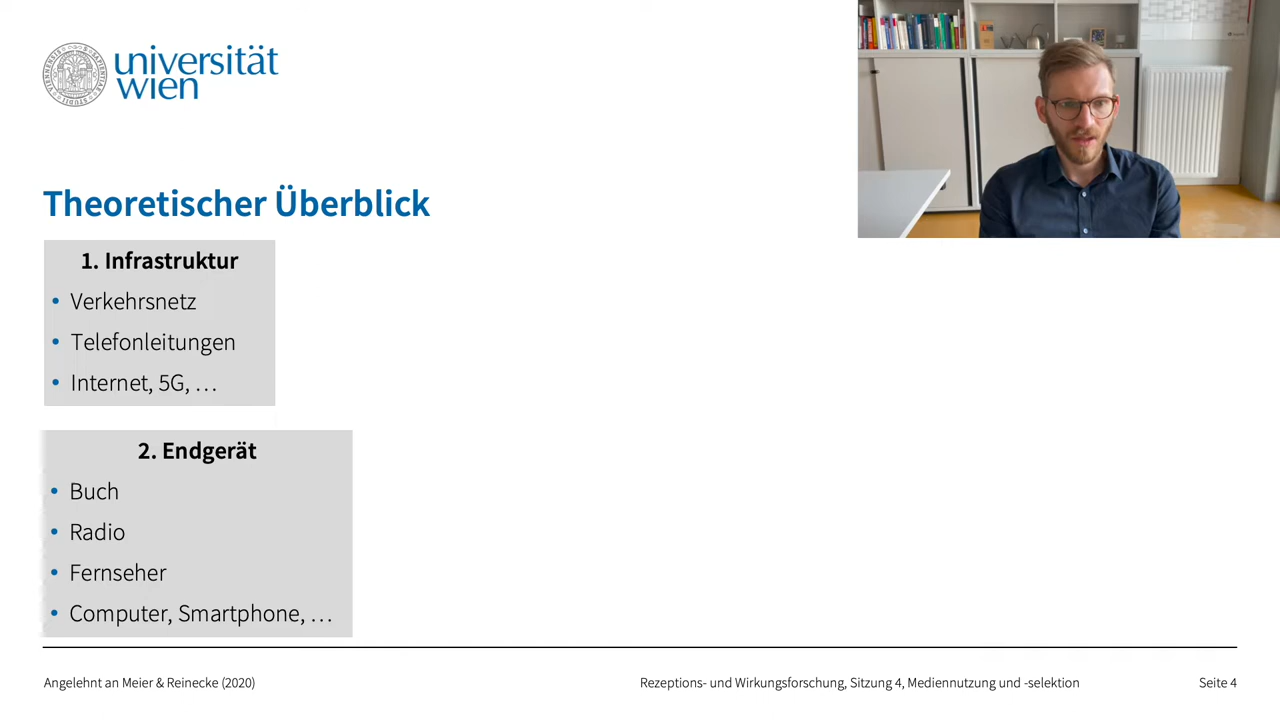 universität
wien
Theoretischer Überblick
1. Infrastruktur
• Verkehrsnetz
• Telefonleitungen
• Internet, 5G, …
2. Endgerät
• Buch
• Radio
• Fernseher
• Computer, Smartphone, …
Angelehnt an Meier & Reinecke (2020)
Rezeptions- und Wirkungsforschung, Sitzung 4, Mediennutzung und -selektion
Seite 4